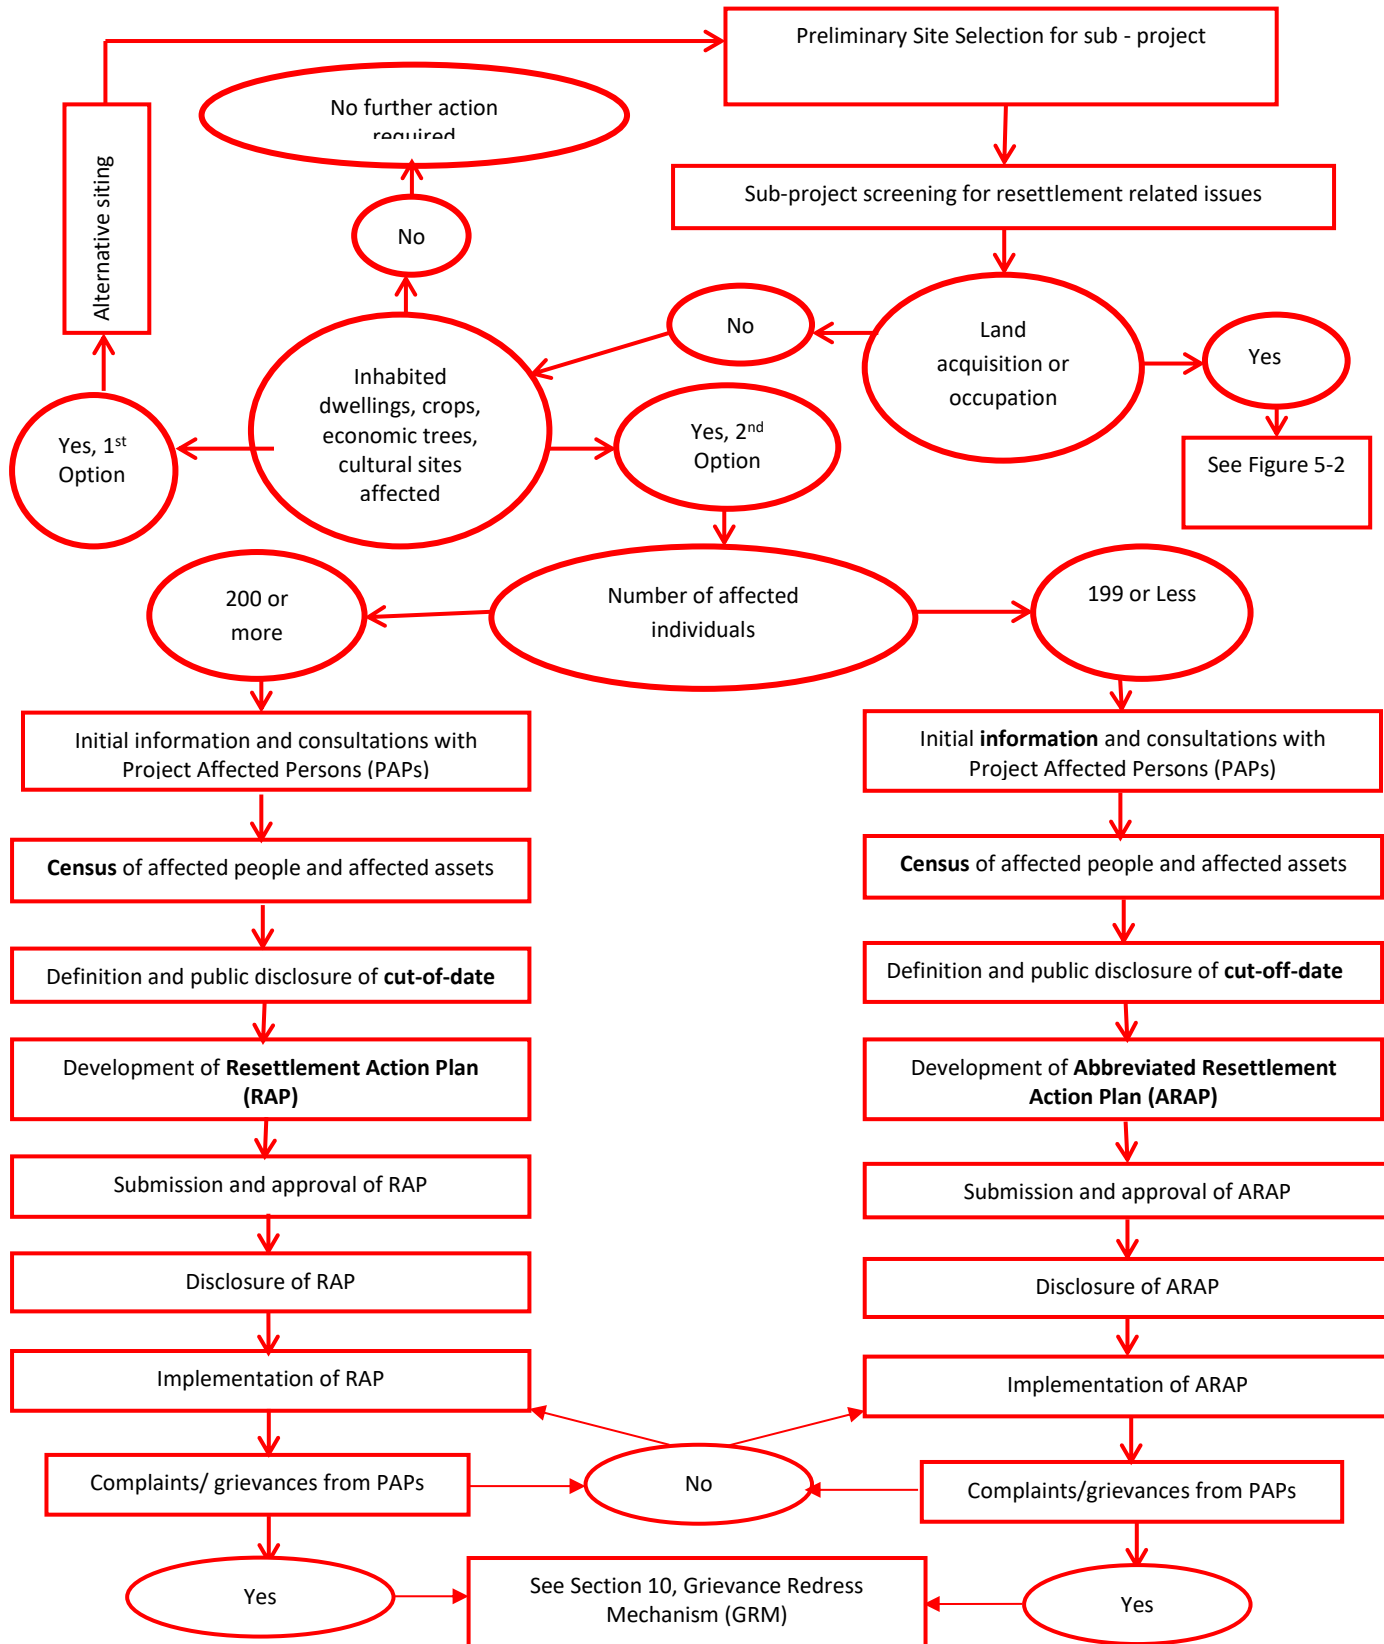 Preliminary Site Selection for sub - project
No further action
required
Alternative siting
Sub-project screening for resettlement related issues
No
No
Land
acquisition or
occupation
Yes
Inhabited
dwellings, crops,
economic trees,
cultural sites
affected
Yes, 1st
Option
Yes, 2nd
Option
See Figure 5-2
200 or
more
Number of affected
individuals
199 or Less
Initial information and consultations with
Project Affected Persons (PAPs)
Initial information and consultations with
Project Affected Persons (PAPs)
Census of affected people and affected assets
Census of affected people and affected assets
Definition and public disclosure of cut-of-date
Definition and public disclosure of cut-off-date
Development of Resettlement Action Plan
(RAP)
Development of Abbreviated Resettlement
Action Plan (ARAP)
Submission and approval of RAP
Submission and approval of ARAP
Disclosure of RAP
Disclosure of ARAP
Implementation of RAP
Implementation of ARAP
Complaints/ grievances from PAPs
No
Complaints/grievances from PAPs
Yes
See Section 10, Grievance Redress
Mechanism (GRM)
Yes